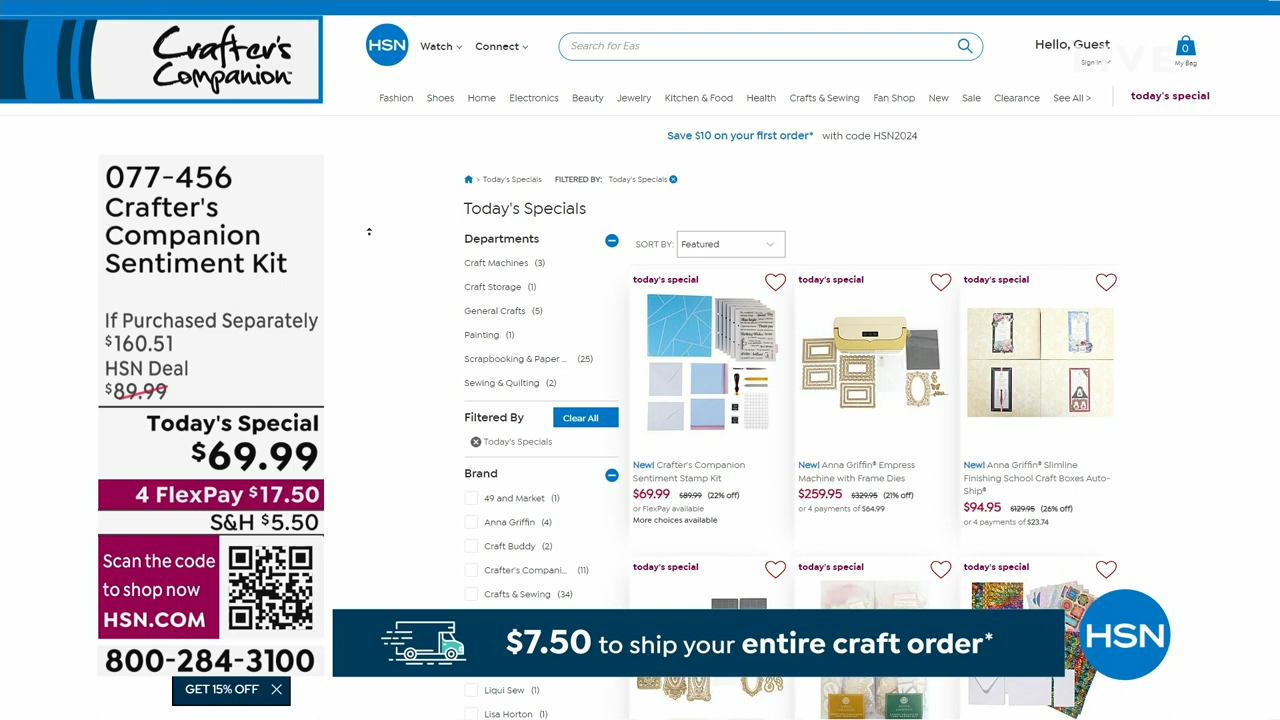 Crafter's
Companion
077-456
Crafter's
Companion
Sentiment Kit
If Purchased Separately
$160.51
HSN Deal
$89.99
Today's Special
$69.99
4 FlexPay $17.50
S&H $5.50
Scan the code
to shop now
HSN.COM
800-284-3100
GET 15% OFF
HSN
Watch
Connect
Search for Eas
Hello, Guest
Sign In
LIVE
0
My Bag
Fashion Shoes Home Electronics Beauty Jewelry Kitchen & Food Health Crafts & Sewing Fan Shop New Sale Clearance See All > today's special
Save $10 on your first order* with code HSN2024
> Today's Specials FILTERED BY: Today's Specials
Today's Specials
Departments
Craft Machines (3)
Craft Storage (1)
General Crafts (5)
Painting (1)
Scrapbooking & Paper ... (25)
Sewing & Quilting (2)
Filtered By Clear All
Today's Specials
Brand
49 and Market (1)
Anna Griffin (4)
Craft Buddy (2)
Crafter's Compani... (11)
Crafts & Sewing (34)
Liqui Sew (1)
Lisa Horton (1)
SORT BY: Featured
today's special
New! Crafter's Companion
Sentiment Stamp Kit
$69.99 $89.99 (22% off)
or FlexPay available
More choices available
today's special
New! Anna Griffin® Empress
Machine with Frame Dies
$259.95 $329.95 (21% off)
or 4 payments of $64.99
today's special
New! Anna Griffin® Slimline
Finishing School Craft Boxes Auto-
Ship®
$94.95 $129.95 (26% off)
or 4 payments of $23.74
today's special
today's special
today's special
$7.50 to ship your entire craft order*
HSN